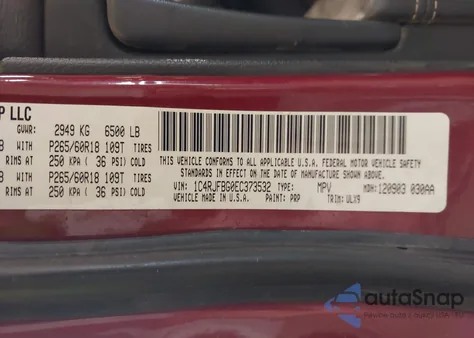 P LLC
GVWR: 2949 KG 6500 LB
B WITH P265/60R18 109T TIRES
RIMS AT 250 KPA ( 36 PSI) COLD
B WITH P265/60R18 109T TIRES
RIMS AT 250 KPA ( 36 PSI) COLD
THIS VEHICLE CONFORMS TO ALL APPLICABLE U.S.A. FEDERAL MOTOR VEHICLE SAFETY
STANDARDS IN EFFECT ON THE DATE OF MANUFACTURE SHOWN ABOVE.
VIN: 1C4RJFBG0EC373532 TYPE: MPV MDH: 120903 030AA
VEHICLE MADE IN U.S.A. PAINT: PRP TRIM: VLX9
autoSnap